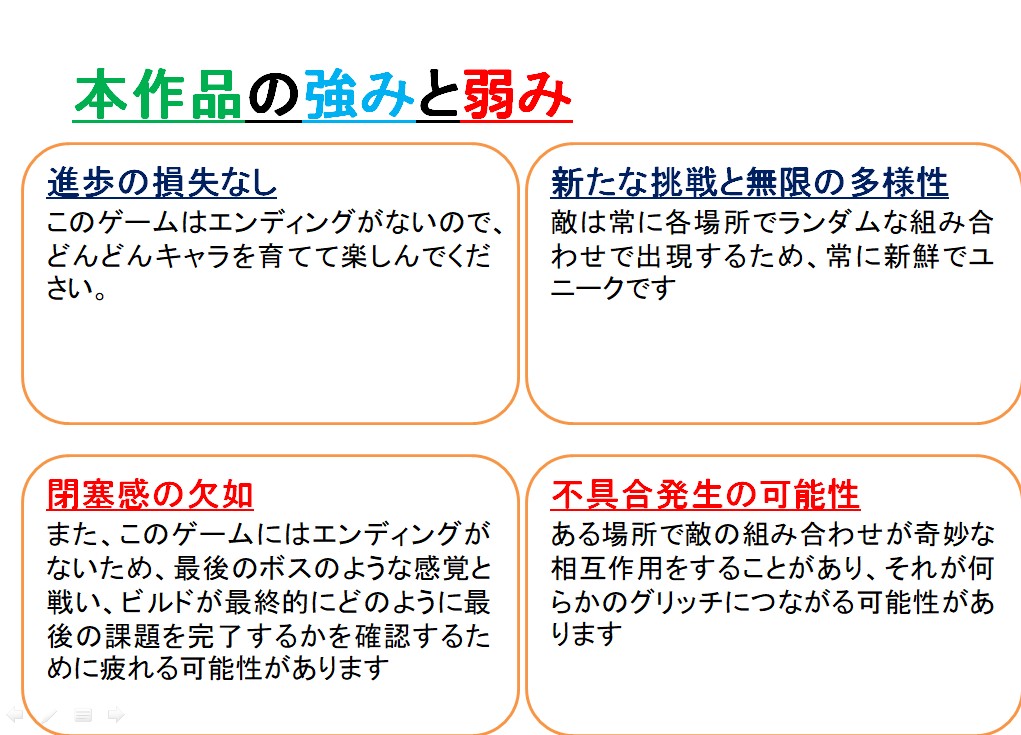 本作品の強みと弱み
進歩の損失なし
このゲームはエンディングがないので、
どんどんキャラを育てて楽しんでくだ
さい。
新たな挑戦と無限の多様性
敵は常に各場所でランダムな組み合
わせで出現するため、常に新鮮でユ
ニークです
閉塞感の欠如
また、このゲームにはエンディングが
ないため、最後のボスのような感覚と
戦い、ビルドが最終的にどのように最
後の課題を完了するかを確認するた
めに疲れる可能性があります
不具合発生の可能性
ある場所で敵の組み合わせが奇妙な
相互作用をすることがあり、それが何
らかのグリッチにつながる可能性があ
ります